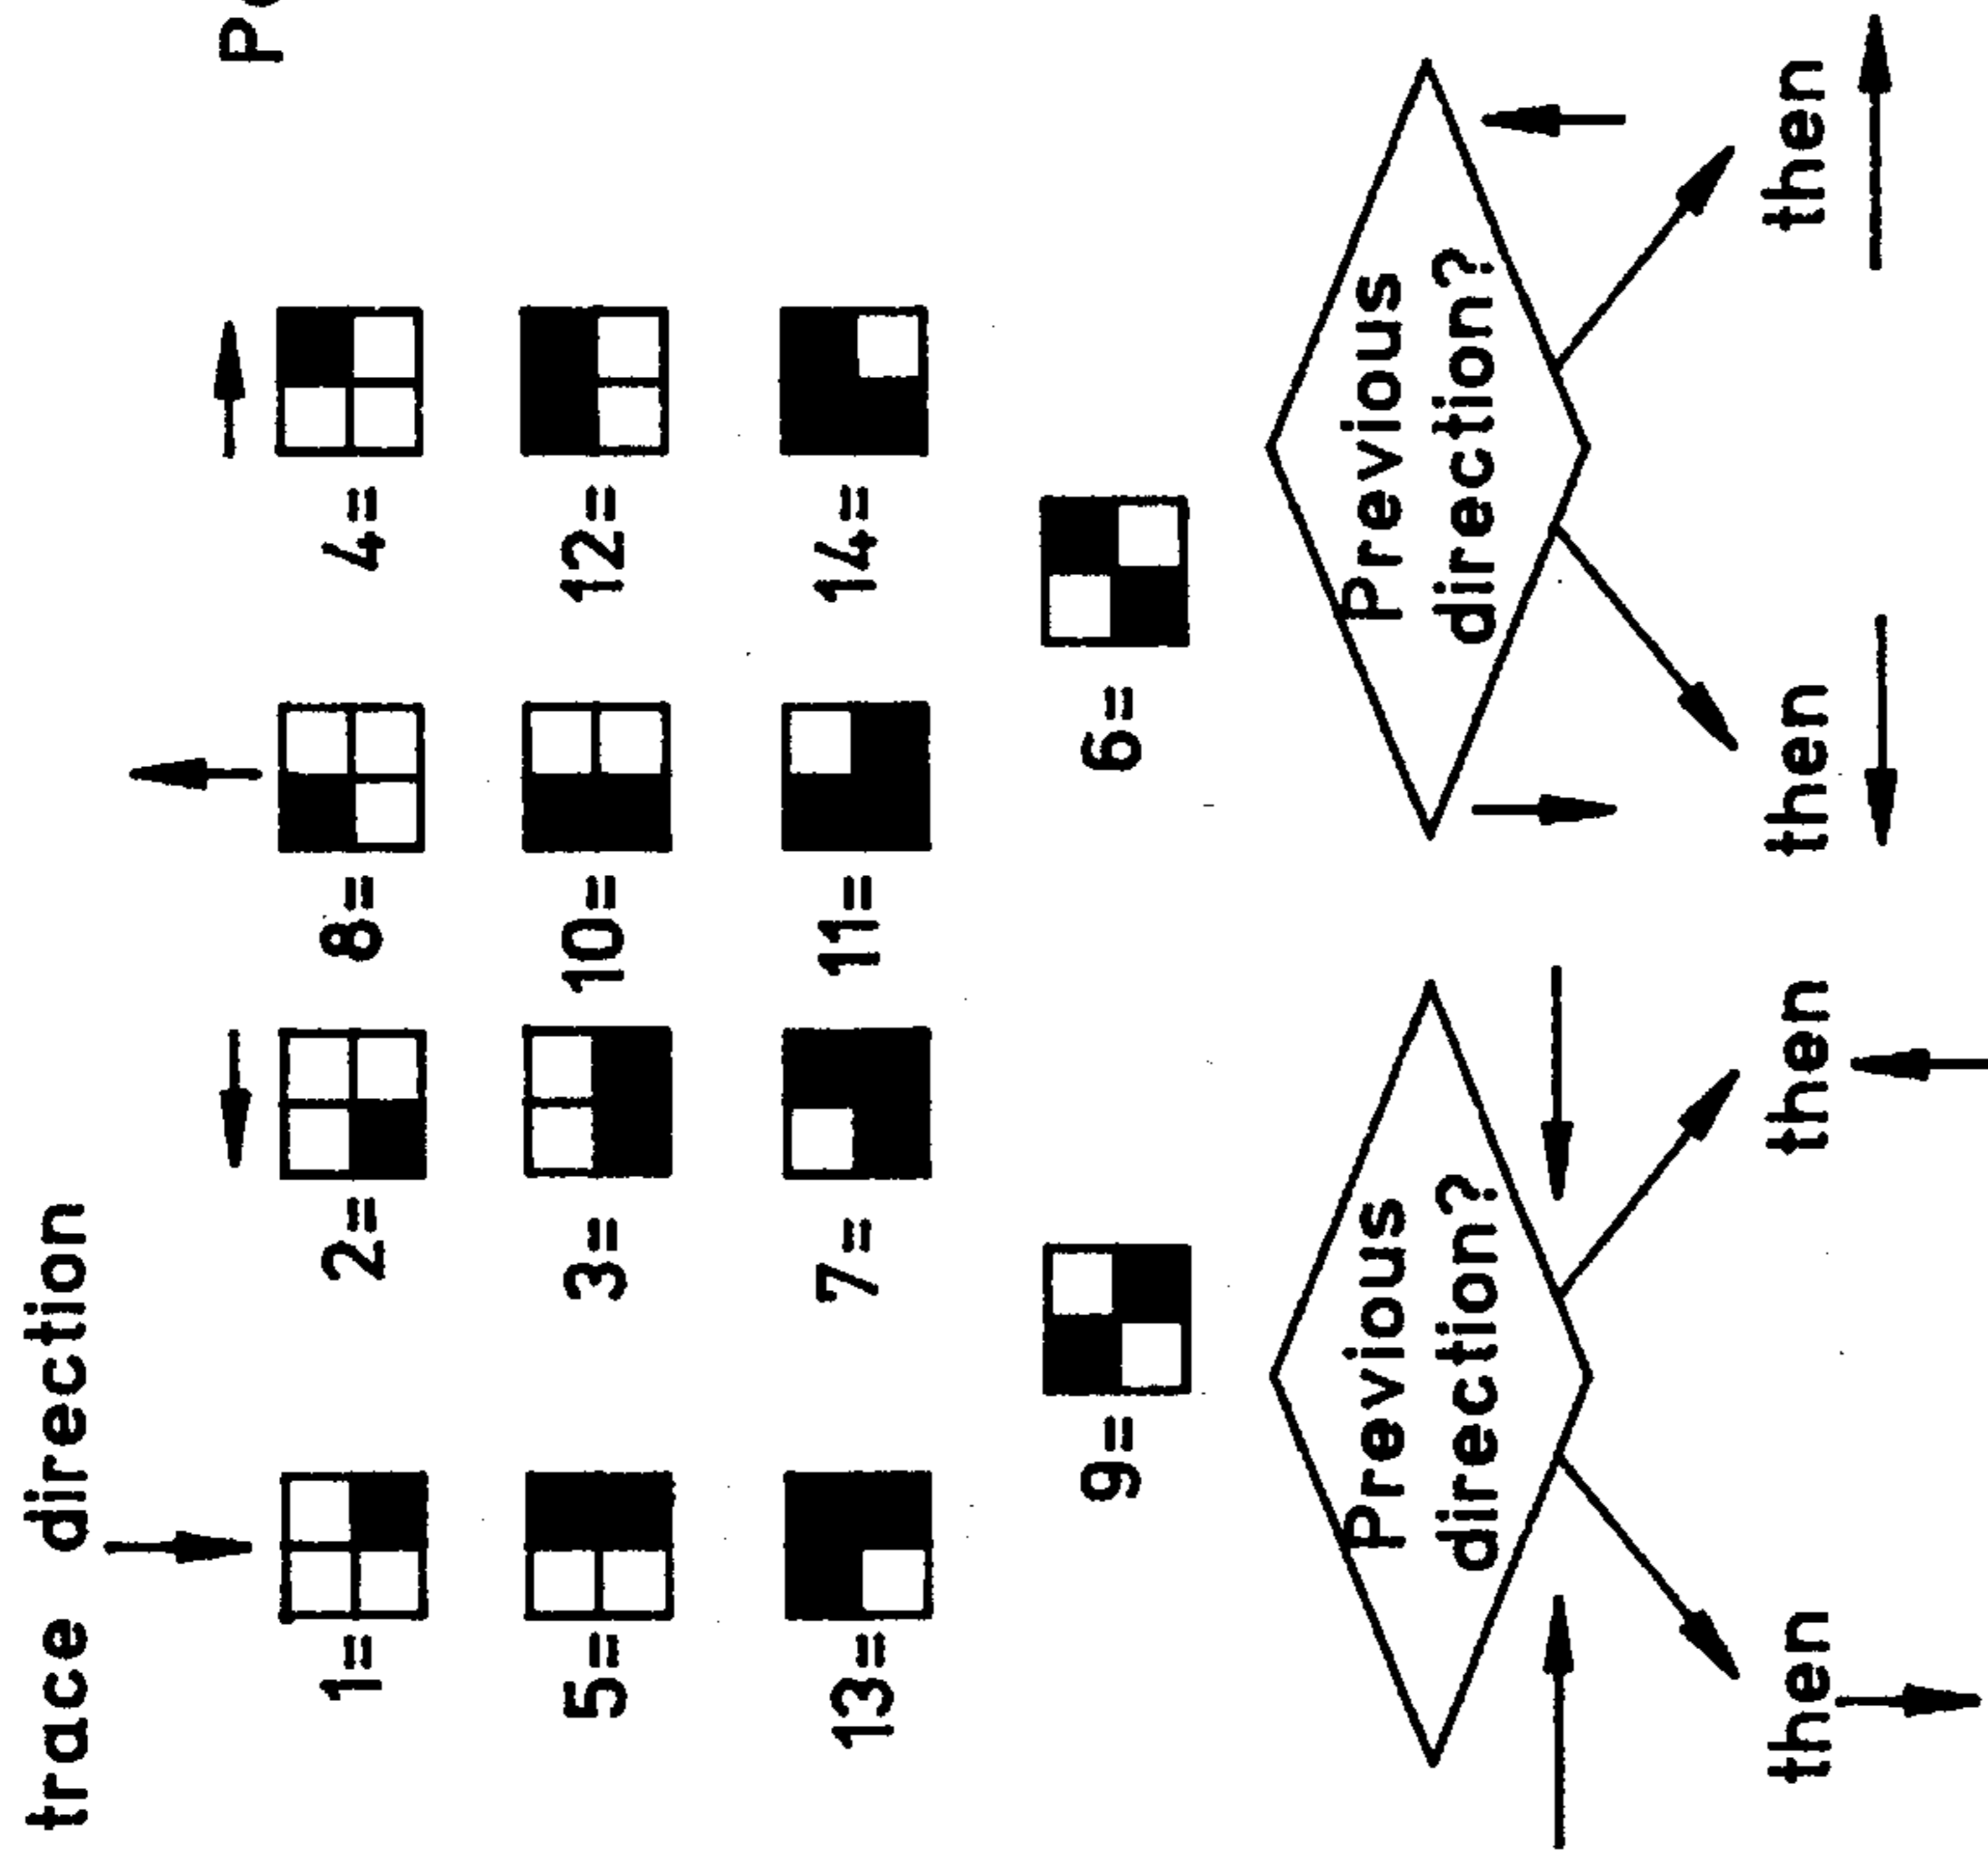 trace direction
1= 2= 8= 4=
5= 3= 10= 12=
13= 7= 11= 14=
9= 6=
Previous direction?
Previous direction?
then then then then